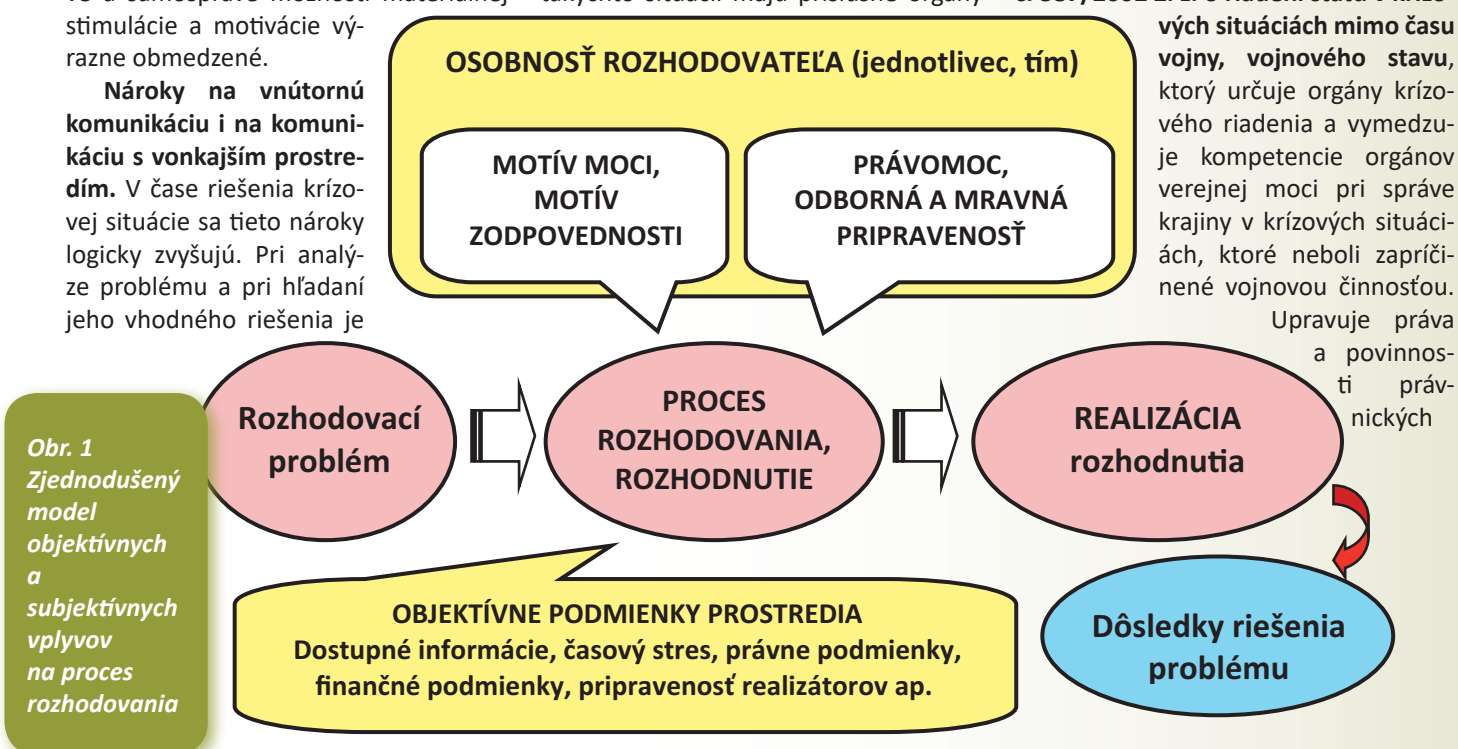 stimulácie a motivácie vý-
razne obmedzené.
Nároky na vnútornú
komunikáciu i na komuni-
káciu s vonkajším prostre-
dím. V čase riešenia krízo-
vej situácie sa tieto nároky
logicky zvyšujú. Pri analý-
ze problému a pri hľadaní
jeho vhodného riešenia je
OSOBNOSŤ ROZHODOVATEĽA (jednotlivec, tím)
MOTÍV MOCI,
MOTÍV
ZODPOVEDNOSTI
PRÁVOMOC,
ODBORNÁ A MRAVNÁ
PRIPRAVENOSŤ
vých situáciách mimo času
vojny, vojnového stavu,
ktorý určuje orgány krízo-
vého riadenia a vymedzu-
je kompetencie orgánov
verejnej moci pri správe
krajiny v krízových situáci-
ách, ktoré neboli zapríči-
nené vojnovou činnosťou.
Upravuje práva
a povinnos-
ti práv-
nických
Rozhodovací
problém
PROCES
ROZHODOVANIA,
ROZHODNUTIE
REALIZÁCIA
rozhodnutia
Obr. 1
Zjednodušený
model
objektívnych
a
subjektívnych
vplyvov
na proces
rozhodovania
OBJEKTÍVNE PODMIENKY PROSTREDIA
Dostupné informácie, časový stres, právne podmienky,
finančné podmienky, pripravenosť realizátorov ap.
Dôsledky riešenia
problému